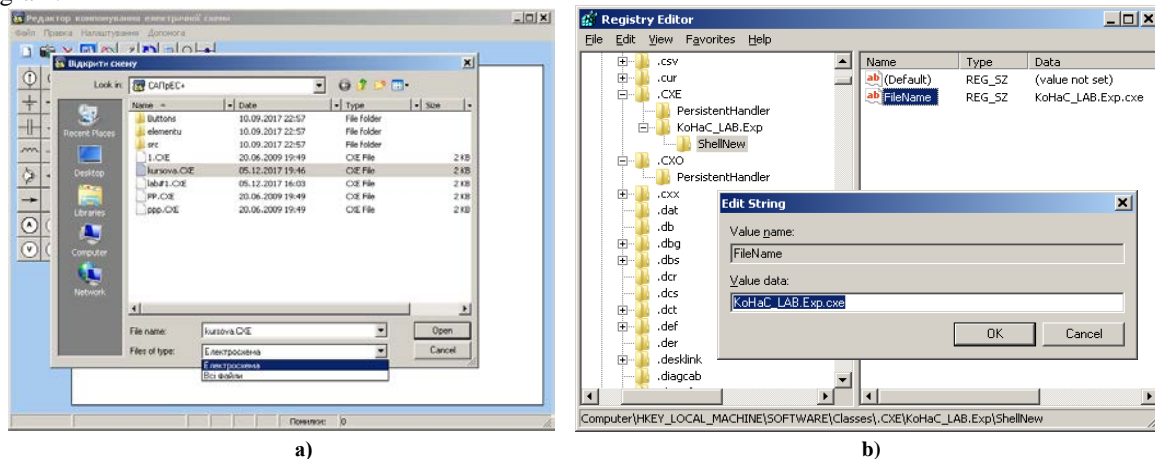 gram.
Редактор компонування електричної схеми
Файл Правка Налаштування Допомога
Відкрити схему
Look in: САПрЕС+
Name Date Type Size
Buttons 10.09.2017 22:57 File folder
elementu 10.09.2017 22:57 File folder
src 10.09.2017 22:57 File folder
1.CXE 20.06.2009 19:49 CXE File 2 KB
kursova.CXE 05.12.2017 19:46 CXE File 2 KB
lab#1.CXE 05.12.2017 16:03 CXE File 2 KB
PP.CXE 20.06.2009 19:49 CXE File 2 KB
ppp.CXE 20.06.2009 19:49 CXE File 2 KB
Recent Places
Desktop
Libraries
Computer
Network
File name: kursova.CXE Open
Files of type: Електросхема Cancel
Електросхема
Всі файли
Помилок: 0
a)
Registry Editor
File Edit View Favorites Help
.csv
.cur
.CXE
PersistentHandler
KoHaC_LAB.Exp
ShellNew
.CXO
PersistentHandler
.cxx
.dat
.db
.dbg
.dbs
.dcr
.dcs
.dct
.def
.der
.desklink
.diagcab
Name Type Data
ab (Default) REG_SZ (value not set)
ab FileName REG_SZ KoHaC_LAB.Exp.cxe
Edit String
Value name:
FileName
Value data:
KoHaC_LAB.Exp.cxe
OK Cancel
Computer\HKEY_LOCAL_MACHINE\SOFTWARE\Classes\.CXE\KoHaC_LAB.Exp\ShellNew
b)